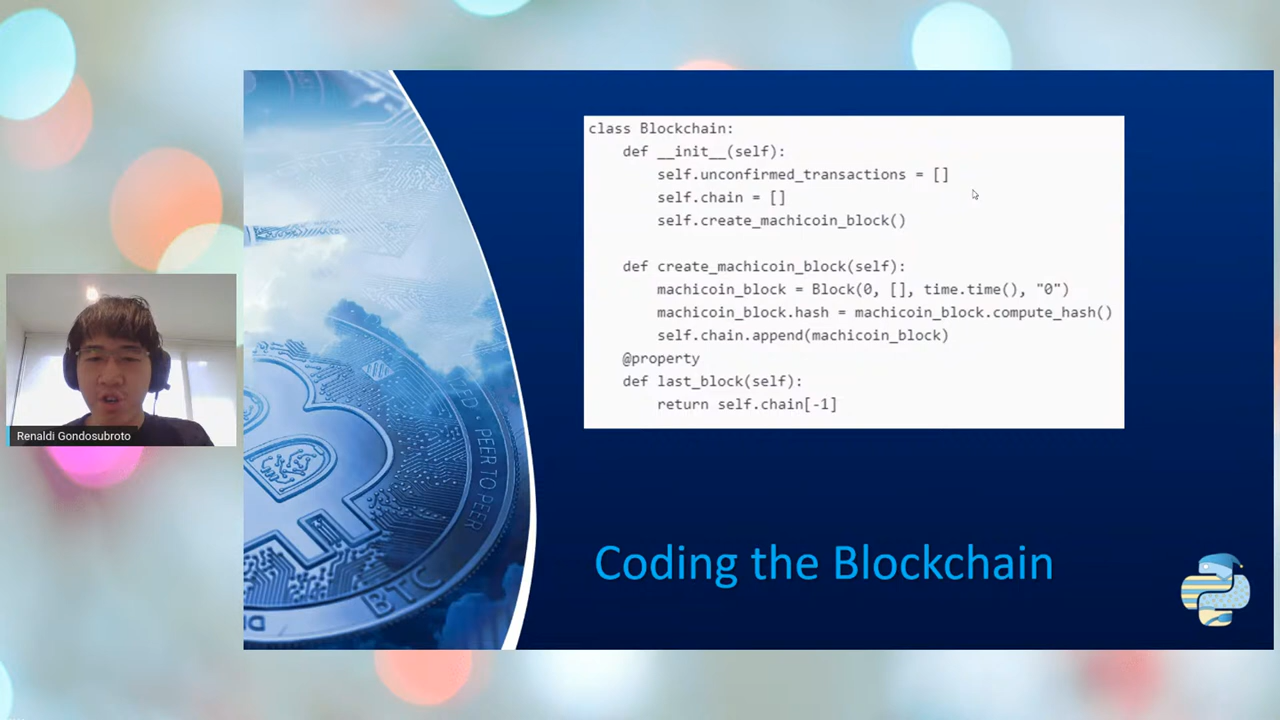 class Blockchain:
def __init__(self):
self.unconfirmed_transactions = []
self.chain = []
self.create_machicoin_block()
def create_machicoin_block(self):
machicoin_block = Block(0, [], time.time(), "0")
machicoin_block.hash = machicoin_block.compute_hash()
self.chain.append(machicoin_block)
@property
def last_block(self):
return self.chain[-1]
Renaldi Gondosubroto
PEER TO PEER
BTC
Coding the Blockchain